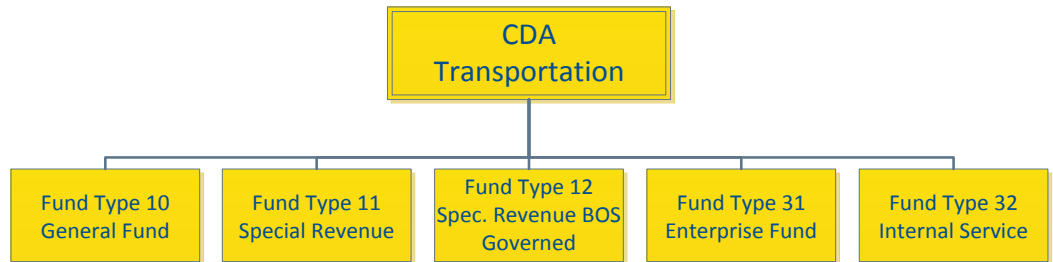 CDA
Transportation
Fund Type 10
General Fund
Fund Type 11
Special Revenue
Fund Type 12
Spec. Revenue BOS
Governed
Fund Type 31
Enterprise Fund
Fund Type 32
Internal Service